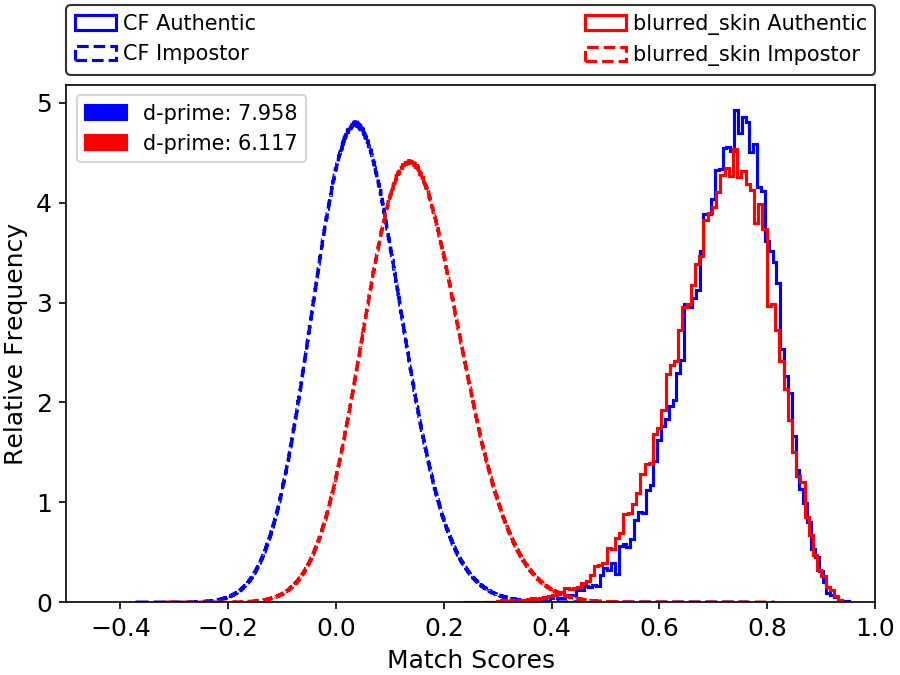 CF Authentic
CF Impostor
blurred_skin Authentic
blurred_skin Impostor
d-prime: 7.958
d-prime: 6.117
5
4
3
2
1
0
Relative Frequency
−0.4 −0.2 0.0 0.2 0.4 0.6 0.8 1.0
Match Scores